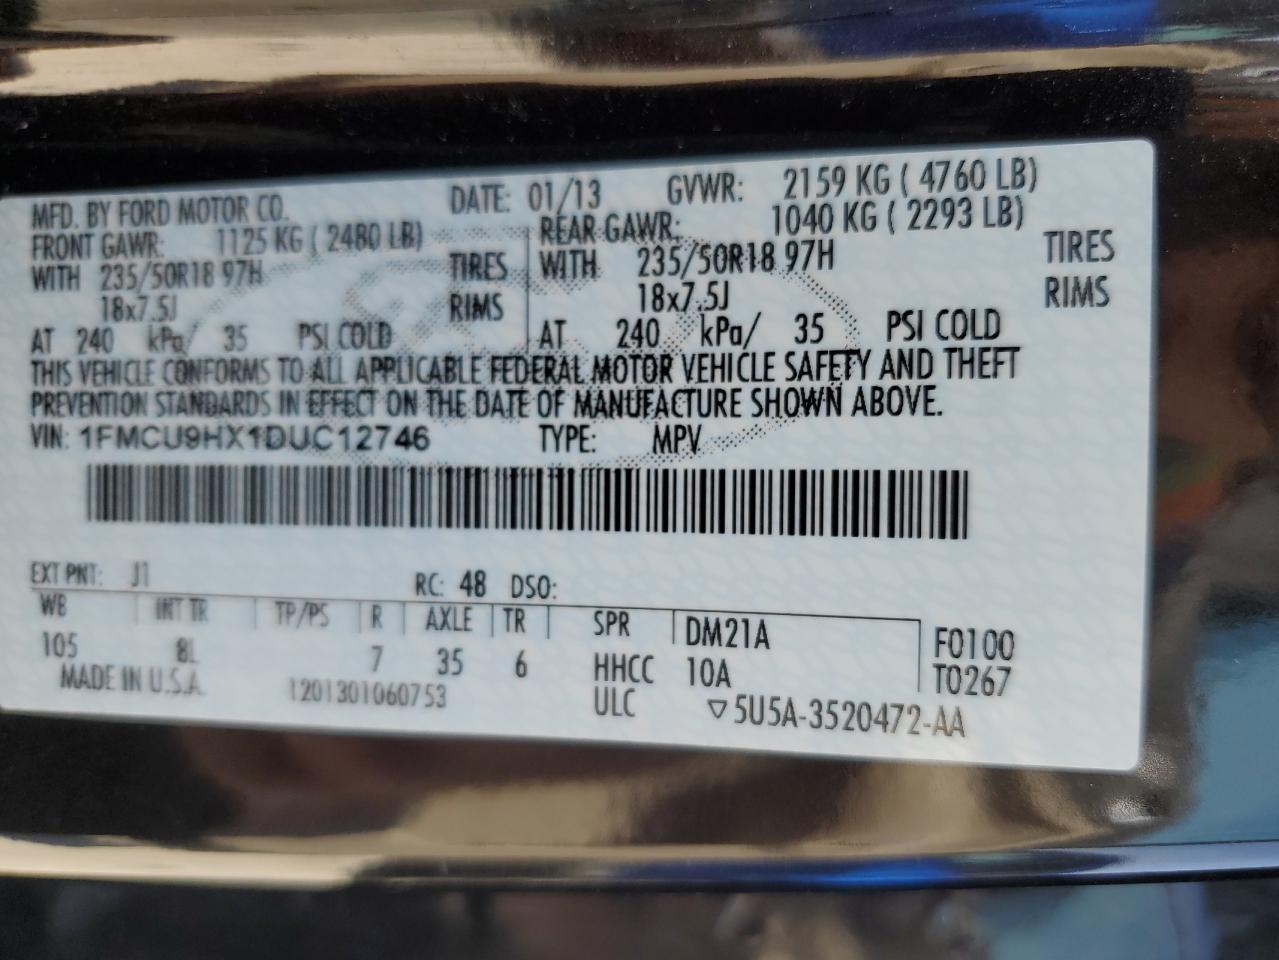 MFD. BY FORD MOTOR CO. DATE: 01/13 GVWR: 2159 KG ( 4760 LB)
FRONT GAWR: 1125 KG ( 2480 LB) REAR GAWR: 1040 KG ( 2293 LB)
WITH 235/50R18 97H TIRES WITH 235/50R18 97H TIRES
18x7.5J RIMS 18x7.5J RIMS
AT 240 kPa/ 35 PSI COLD AT 240 kPa/ 35 PSI COLD
THIS VEHICLE CONFORMS TO ALL APPLICABLE FEDERAL MOTOR VEHICLE SAFETY AND THEFT
PREVENTION STANDARDS IN EFFECT ON THE DATE OF MANUFACTURE SHOWN ABOVE.
VIN: 1FMCU9HX1DUC12746 TYPE: MPV
EXT PNT: J1 RC: 48 DSO:
WB INT TR TP/PS R AXLE TR SPR DM21A F0100
105 8L 7 35 6 HHCC 10A T0267
MADE IN U.S.A. 1201301060753 ULC ▽5U5A-3520472-AA